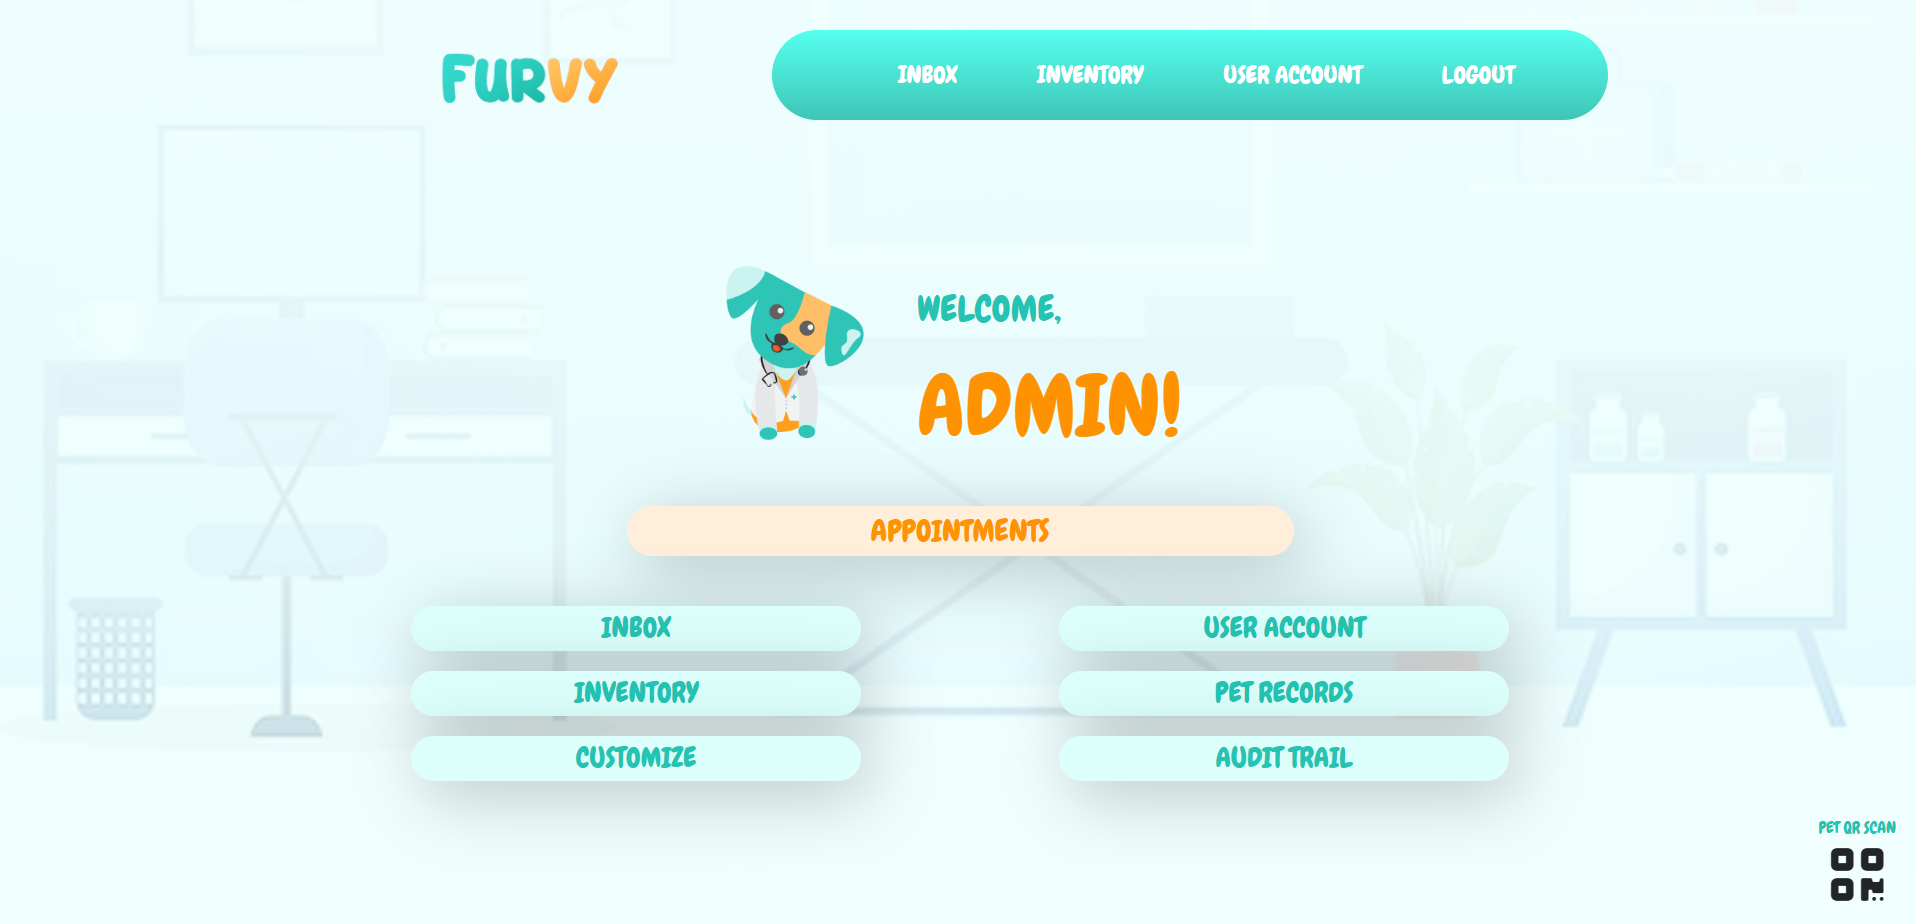 FURVY
INBOX INVENTORY USER ACCOUNT LOGOUT
WELCOME,
ADMIN!
APPOINTMENTS
INBOX
USER ACCOUNT
INVENTORY
PET RECORDS
CUSTOMIZE
AUDIT TRAIL
PET QR SCAN